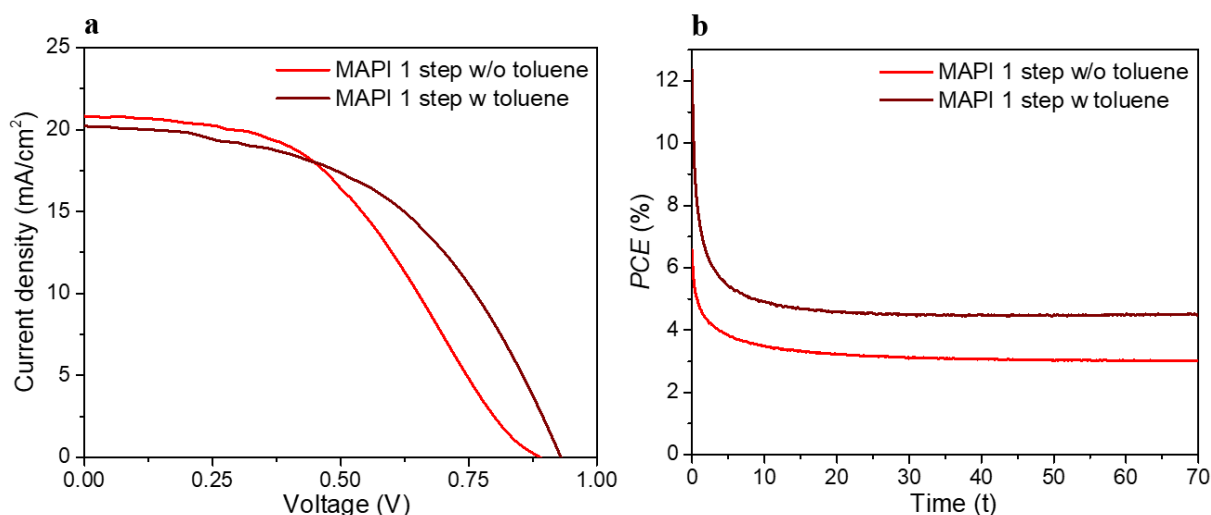 a
25
20
15
10
5
0
Current density (mA/cm²)
MAPI 1 step w/o toluene
MAPI 1 step w toluene
0.00 0.25 0.50 0.75 1.00
Voltage (V)
b
12
10
8
6
4
2
0
PCE (%)
MAPI 1 step w/o toluene
MAPI 1 step w toluene
0 10 20 30 40 50 60 70
Time (t)